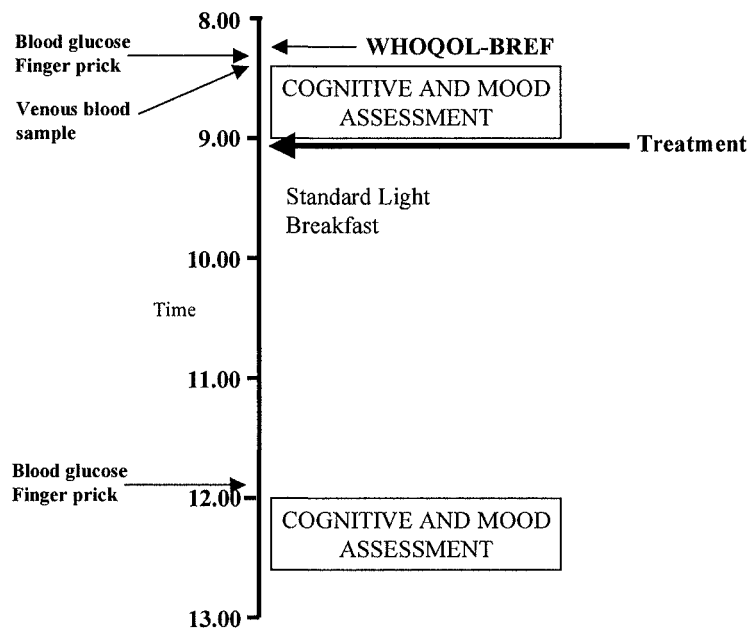 8.00
Blood glucose
Finger prick
WHOQOL-BREF
Venous blood
sample
COGNITIVE AND MOOD
ASSESSMENT
9.00
Treatment
Standard Light
Breakfast
10.00
Time
11.00
Blood glucose
Finger prick
12.00
COGNITIVE AND MOOD
ASSESSMENT
13.00